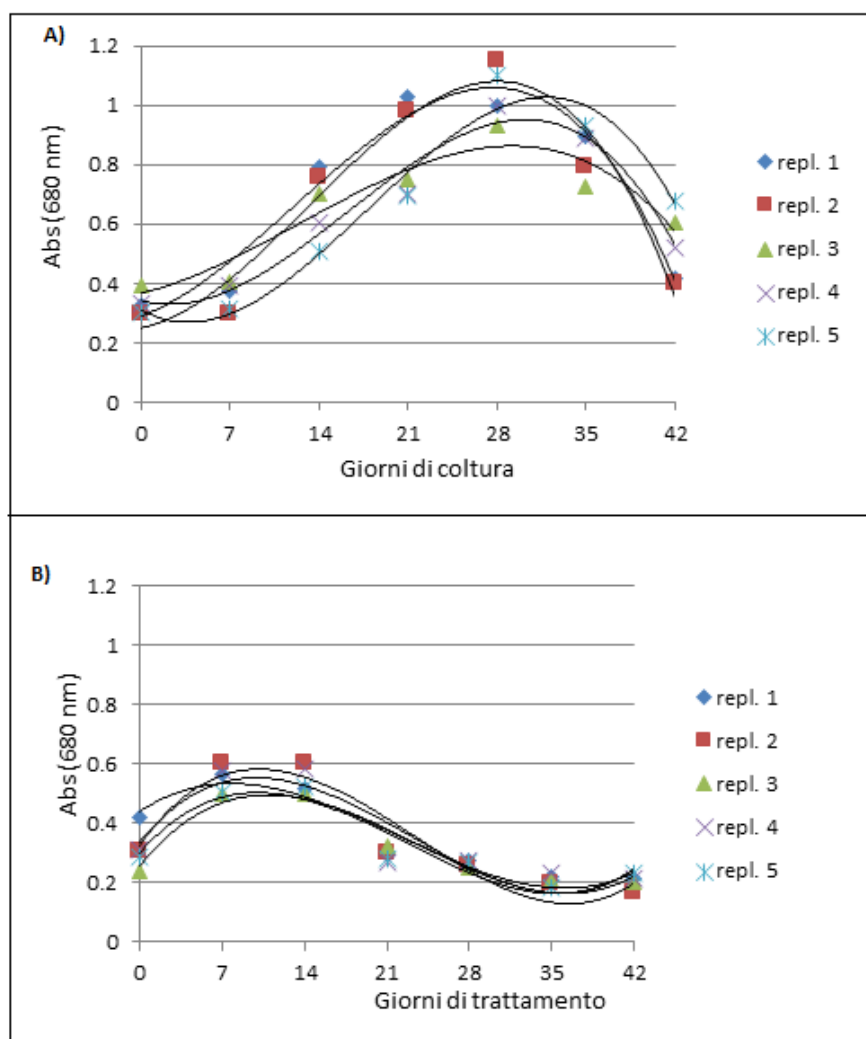 A)
Abs (680 nm)
1.2
1
0.8
0.6
0.4
0.2
0
0 7 14 21 28 35 42
Giorni di coltura
repl. 1
repl. 2
repl. 3
repl. 4
repl. 5
B)
Abs (680 nm)
1.2
1
0.8
0.6
0.4
0.2
0
0 7 14 21 28 35 42
Giorni di trattamento
repl. 1
repl. 2
repl. 3
repl. 4
repl. 5